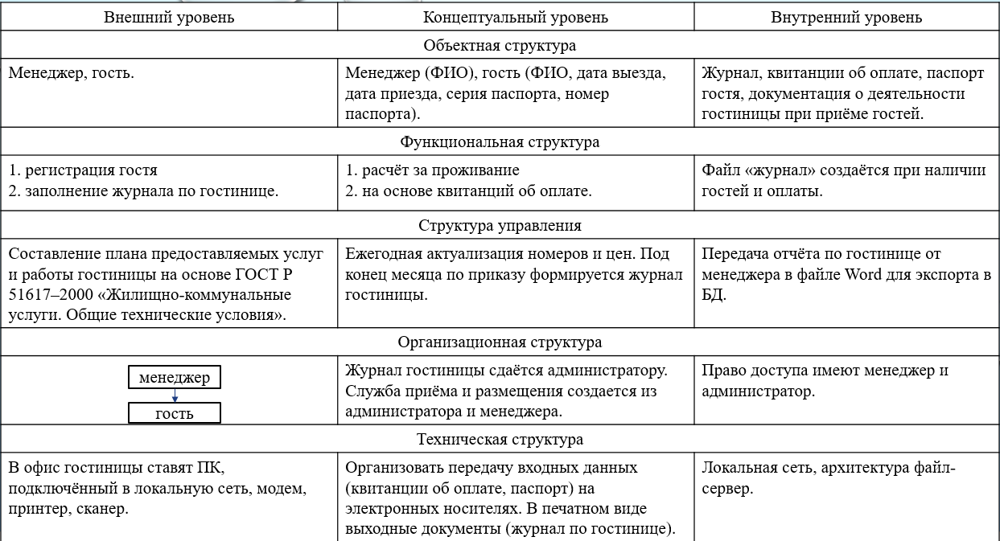 Внешний уровень
Концептуальный уровень
Внутренний уровень
Объектная структура
Менеджер, гость.
Менеджер (ФИО), гость (ФИО, дата выезда,
дата приезда, серия паспорта, номер
паспорта).
Журнал, квитанции об оплате, паспорт
гостя, документация о деятельности
гостиницы при приёме гостей.
Функциональная структура
1. регистрация гостя
2. заполнение журнала по гостинице.
1. расчёт за проживание
2. на основе квитанций об оплате.
Файл «журнал» создаётся при наличии
гостей и оплаты.
Структура управления
Составление плана предоставляемых услуг
и работы гостиницы на основе ГОСТ Р
51617–2000 «Жилищно-коммунальные
услуги. Общие технические условия».
Ежегодная актуализация номеров и цен. Под
конец месяца по приказу формируется журнал
гостиницы.
Передача отчёта по гостинице от
менеджера в файле Word для экспорта в
БД.
Организационная структура
менеджер
гость
Журнал гостиницы сдаётся администратору.
Служба приёма и размещения создается из
администратора и менеджера.
Право доступа имеют менеджер и
администратор.
Техническая структура
В офис гостиницы ставят ПК,
подключённый в локальную сеть, модем,
принтер, сканер.
Организовать передачу входных данных
(квитанции об оплате, паспорт) на
электронных носителях. В печатном виде
выходные документы (журнал по гостинице).
Локальная сеть, архитектура файл-
сервер.